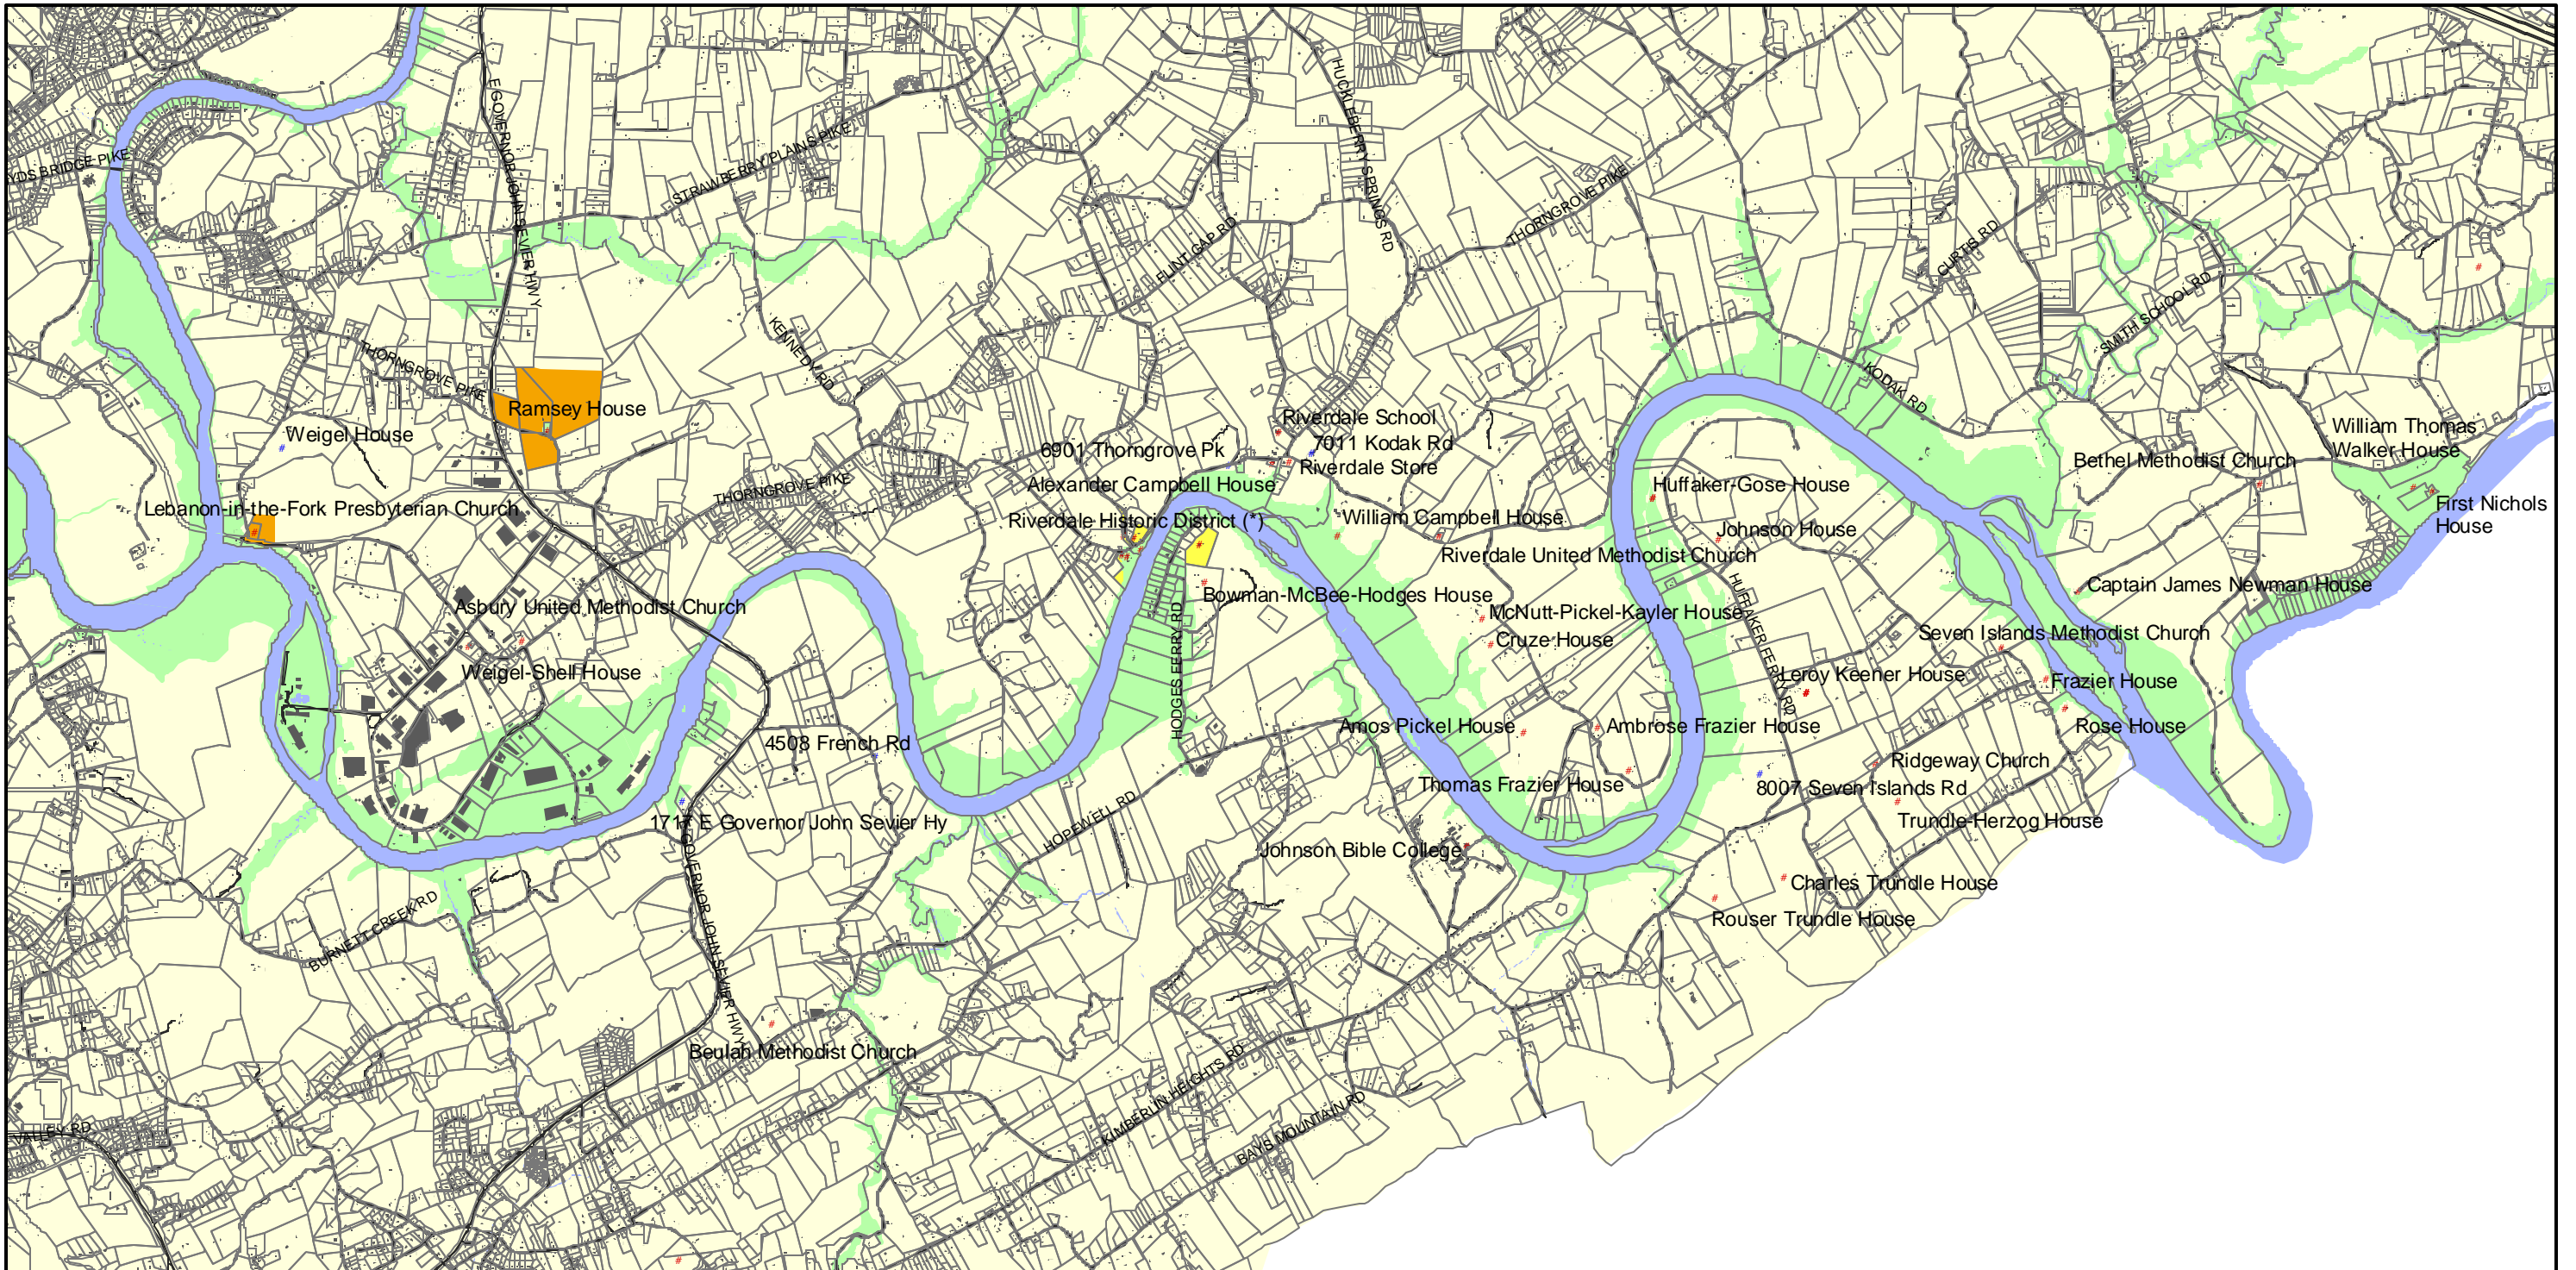 E GOVERNOR JOHN SEVIER HWY
HUCKLEBERRY SPRINGS RD
YDS BRIDGE PIKE
STRAWBERRY PLAINS PIKE
THORNGROVE PIKE
FLINT GAP RD
CURTIS RD
SMITH SCHOOL RD
KENNEDY RD
THORNGROVE PIKE
KODAK RD
Ramsey House
Weigel House
Riverdale School
6901 Thorngrove Pk
7011 Kodak Rd
Riverdale Store
William Thomas
Walker House
Bethel Methodist Church
THORNGROVE PIKE
Alexander Campbell House
Huffaker-Gose House
First Nichols
House
Lebanon-in-the-Fork Presbyterian Church
Riverdale Historic District (*)
William Campbell House
Johnson House
Riverdale United Methodist Church
Captain James Newman House
Asbury United Methodist Church
Bowman-McBee-Hodges House
McNutt-Pickel-Kayler House
HUFFAKER FERRY RD
Cruze House
Seven Islands Methodist Church
HODGES FERRY RD
Weigel-Shell House
Leroy Keener House
Frazier House
Amos Pickel House
Ambrose Frazier House
Rose House
4508 French Rd
Ridgeway Church
Thomas Frazier House
8007 Seven Islands Rd
1717 E Governor John Sevier Hy
HOPEWELL RD
Trundle-Herzog House
Johnson Bible College
Charles Trundle House
Rouser Trundle House
BURNETT CREEK RD
E GOVERNOR JOHN SEVIER HWY
Beulah Methodist Church
KIMBERLIN HEIGHTS RD
BAYS MOUNTAIN RD
VALLEY RD